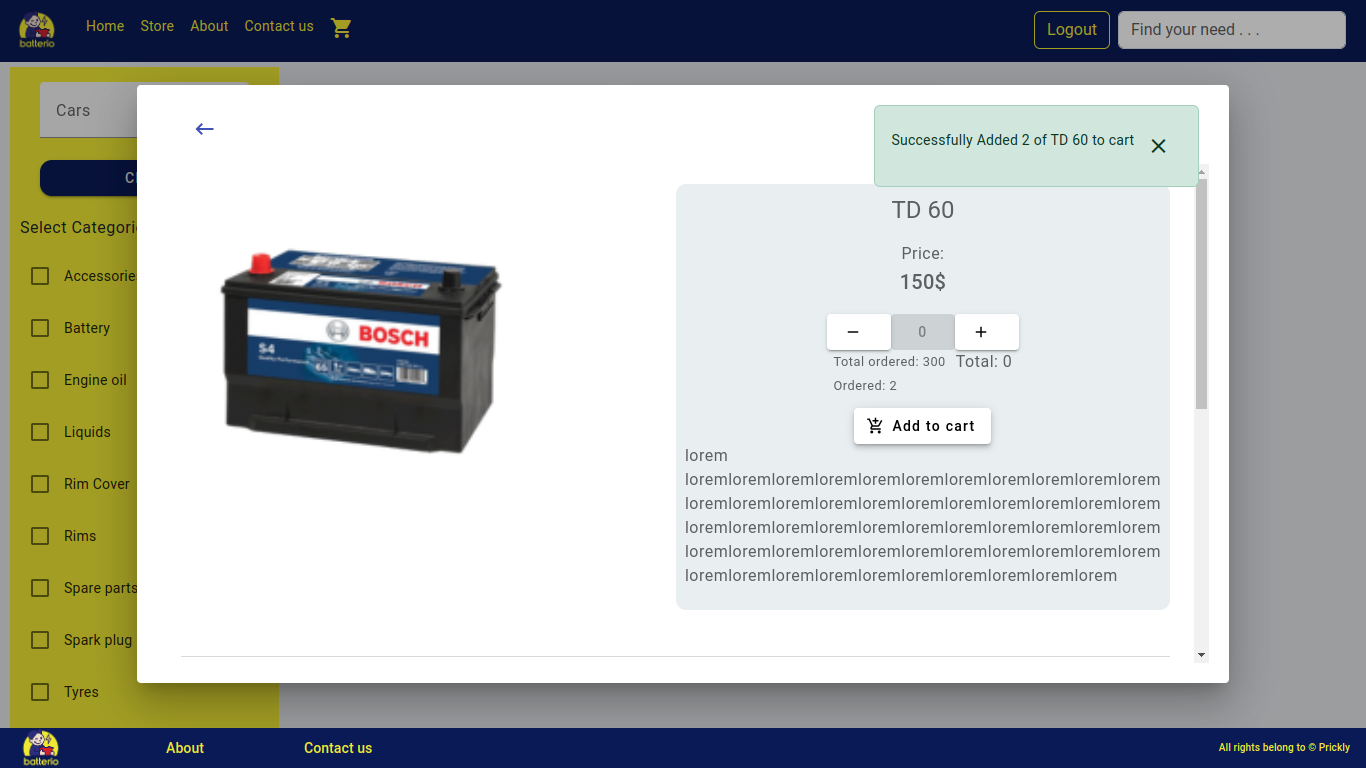 batterio
Home Store About Contact us
Logout
Find your need . . .
Cars
Select Categori
Accessorie
Battery
Engine oil
Liquids
Rim Cover
Rims
Spare parts
Spark plug
Tyres
Successfully Added 2 of TD 60 to cart
BOSCH
S4
TD 60
Price:
150$
− 0 +
Total ordered: 300 Total: 0
Ordered: 2
Add to cart
lorem
loremloremloremloremloremloremloremloremloremloremlorem
loremloremloremloremloremloremloremloremloremloremlorem
loremloremloremloremloremloremloremloremloremloremlorem
loremloremloremloremloremloremloremloremloremloremlorem
loremloremloremloremloremloremloremloremloremlorem
batterio
About Contact us
All rights belong to © Prickly